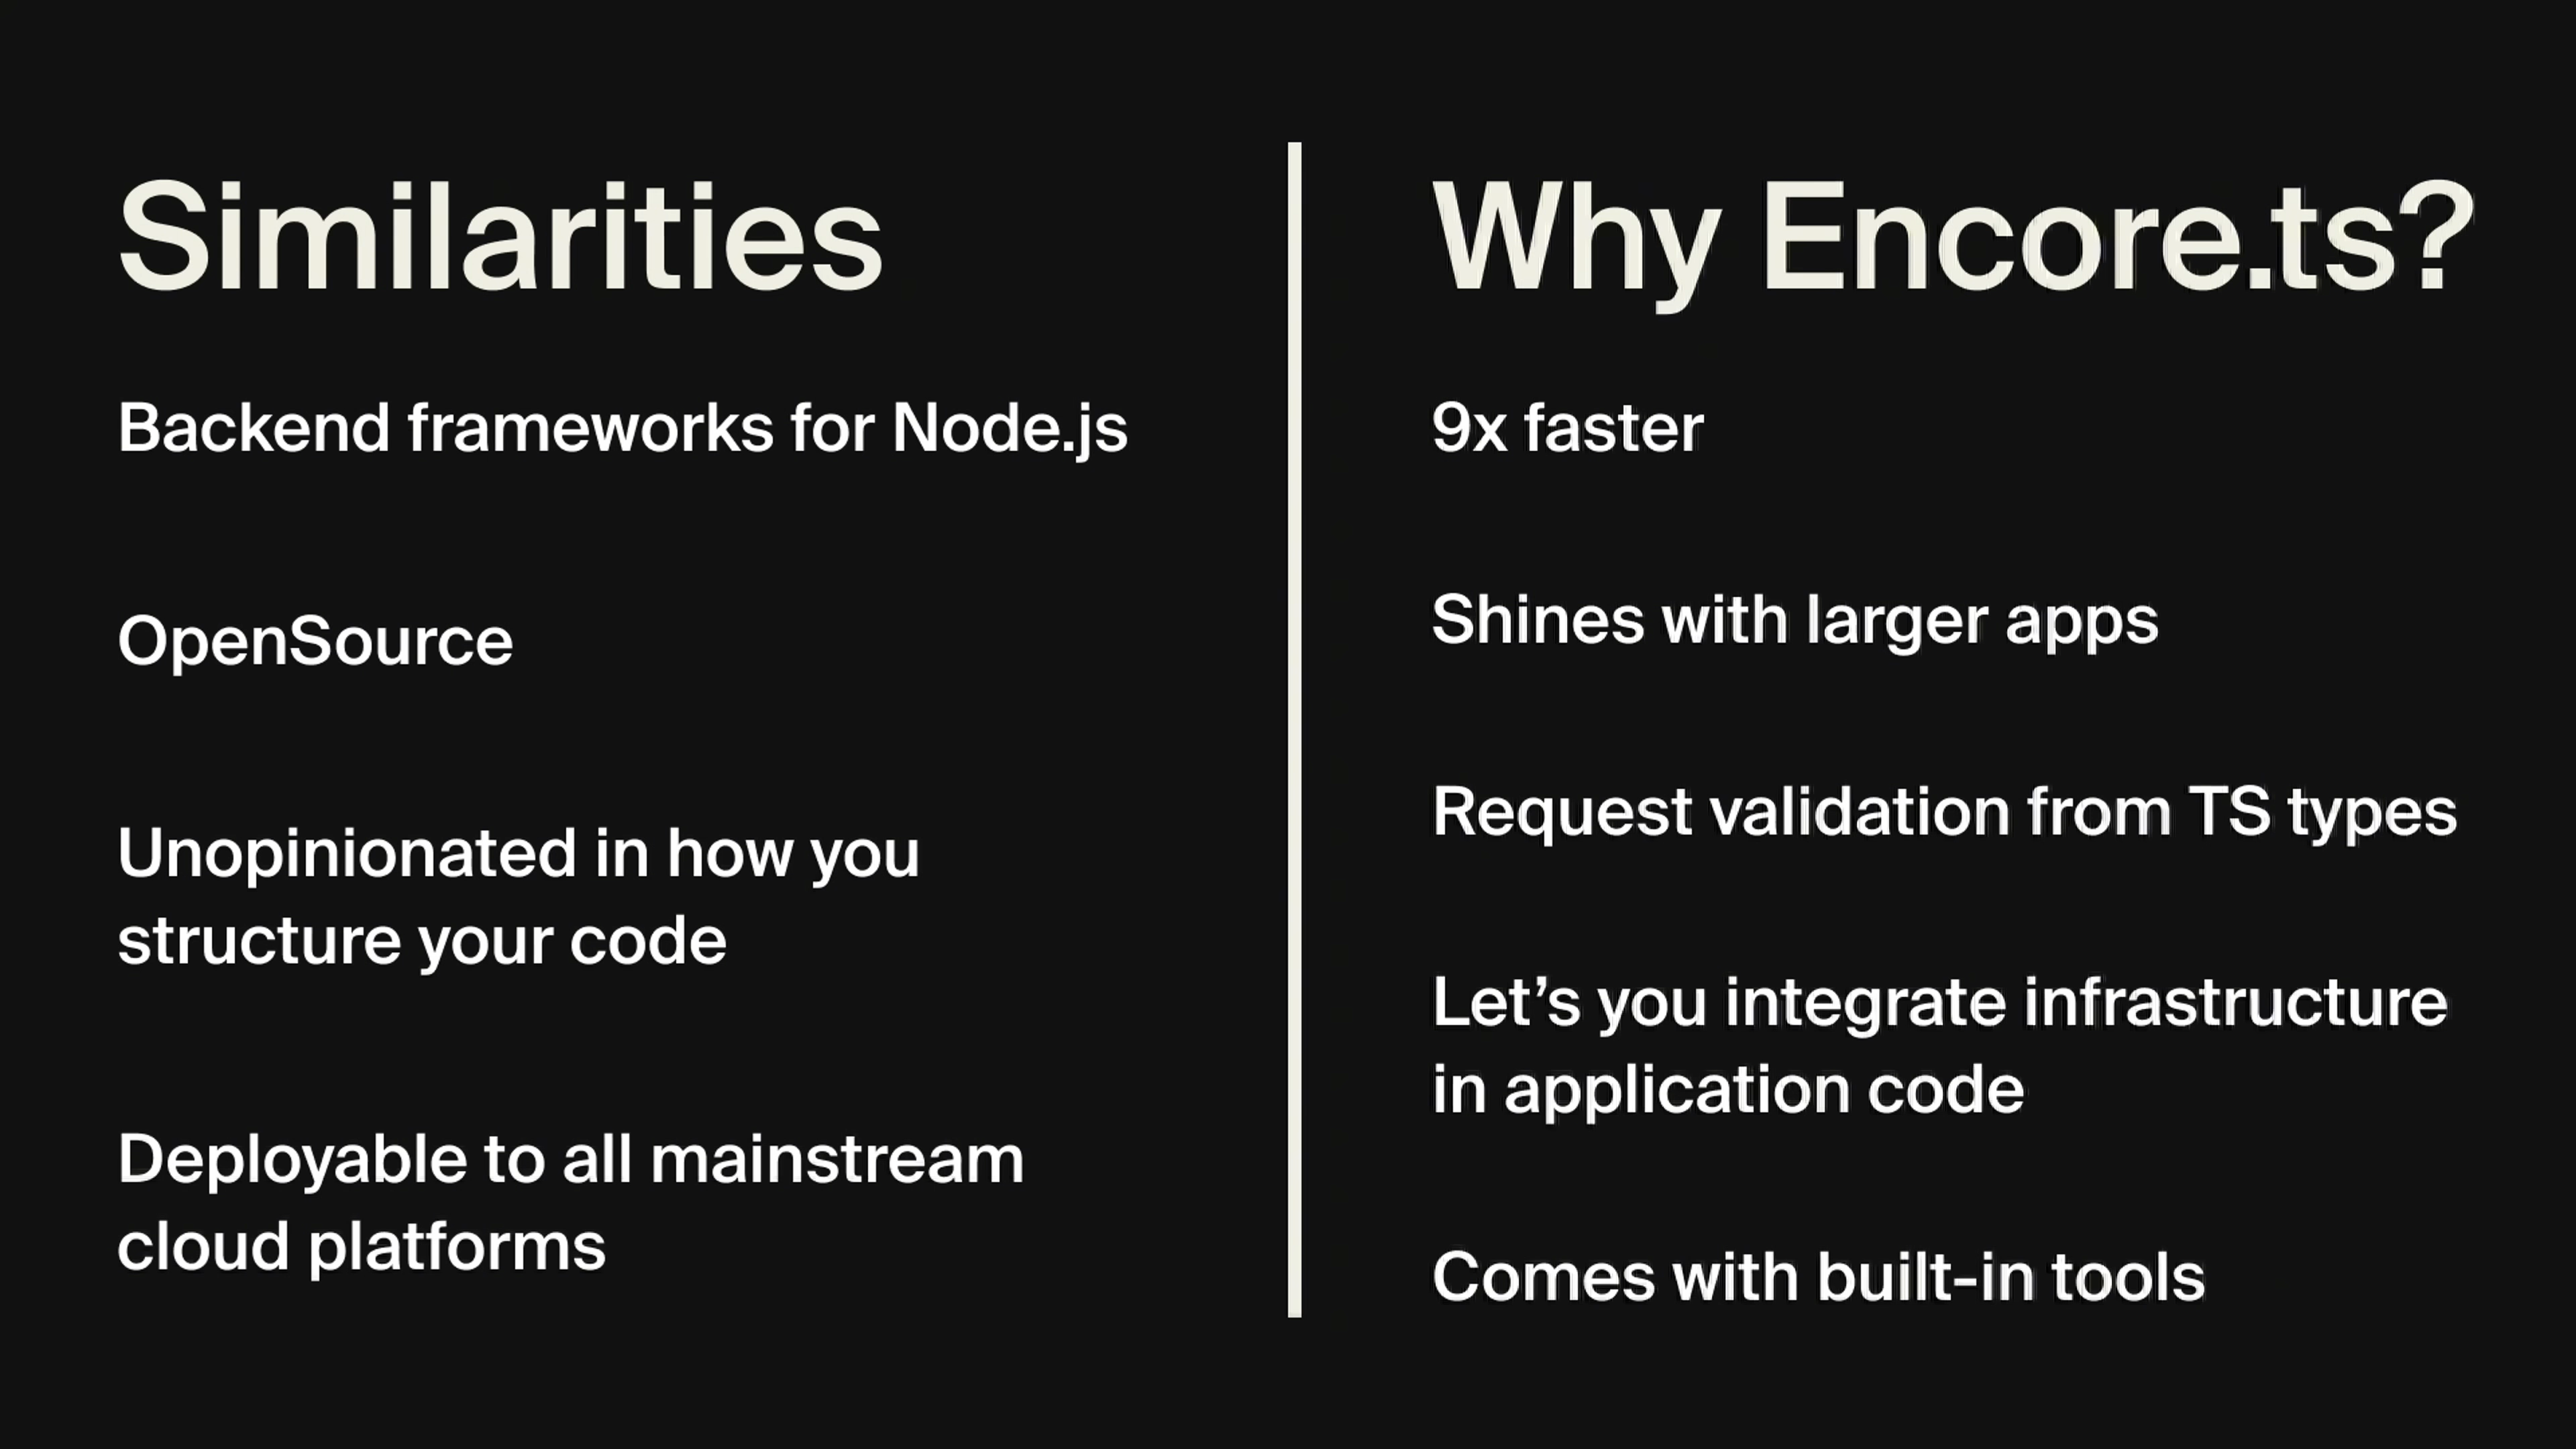 Similarities
Backend frameworks for Node.js
OpenSource
Unopinionated in how you
structure your code
Deployable to all mainstream
cloud platforms
Why Encore.ts?
9x faster
Shines with larger apps
Request validation from TS types
Let’s you integrate infrastructure
in application code
Comes with built-in tools